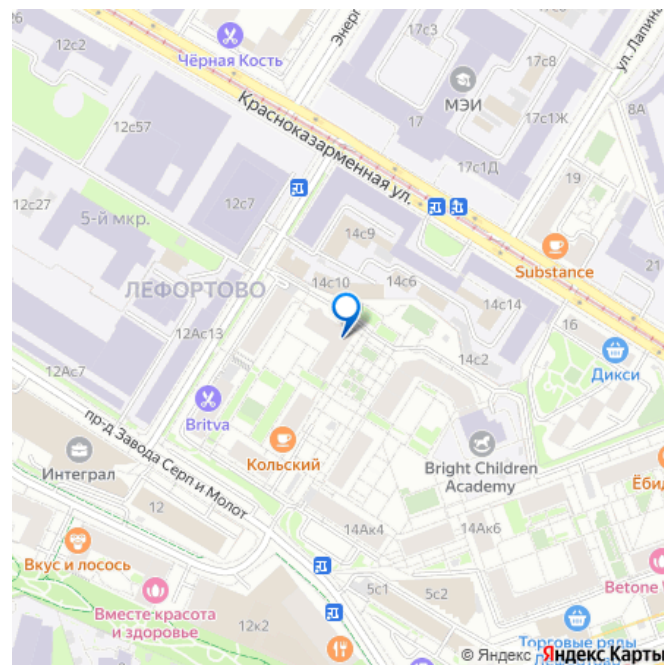 12с2
26
Энерг
17с3
17с8
ул. Лапина
Чёрная Кость
МЭИ
8А
12с57
17
17с1Ж
Красноказарменная ул.
17с1Д
19
12с27
12с7
5-й мкр.
14с9
Substance
21
ЛЕФОРТОВО
14с10
14с6
14с14
16
12Ас13
14с2
12Ас7
Дикси
Britva
пр-д Завода Серп и Молот
Интеграл
Кольский
Bright Children
Academy
Ёбид
12
14Ак4
14Ак6
Вкус и лосось
5с1
Вместе красота
и здоровье
5с2
Betone
12к2
Торговые ряды
© Яндекс Яндекс Карты